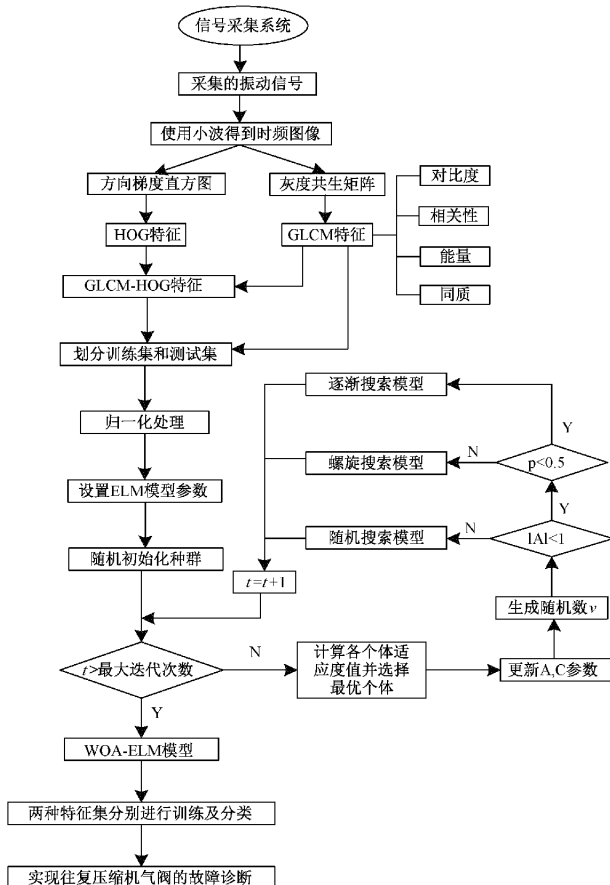 信号采集系统
采集的振动信号
使用小波得到时频图像
方向梯度直方图
灰度共生矩阵
对比度
HOG特征
GLCM特征
相关性
能量
GLCM-HOG特征
同质
划分训练集和测试集
逐渐搜索模型
归一化处理
Y
螺旋搜索模型
N
p<0.5
设置ELM模型参数
Y
随机搜索模型
N
|A|<1
随机初始化种群
t=t+1
Y
生成随机数v
t>最大迭代次数
N
计算各个体适
应度值并选择
最优个体
更新A,C参数
Y
WOA-ELM模型
两种特征集分别进行训练及分类
实现往复压缩机气阀的故障诊断